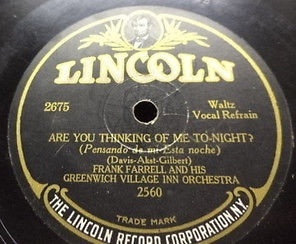 LINCOLN
2675
Waltz
Vocal Refrain
ARE YOU THINKING OF ME TO-NIGHT?
(Pensando de mi Esta noche)
(Davis-Akst-Gilbert)
FRANK FARRELL AND HIS
GREENWICH VILLAGE INN ORCHESTRA
2560
TRADE MARK
THE LINCOLN RECORD CORPORATION, N.Y.